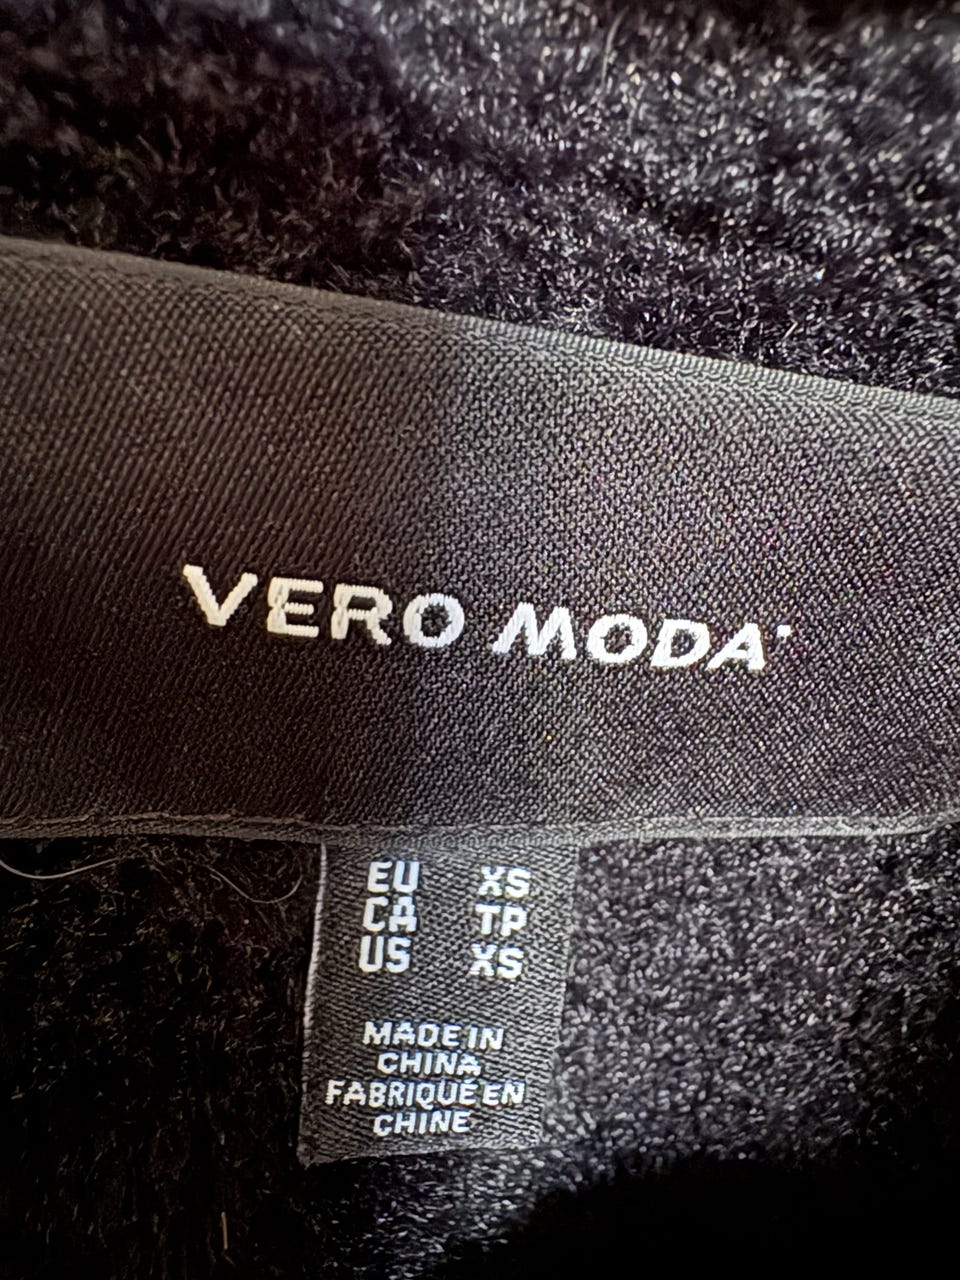 VERO MODA
EU XS
CA TP
US XS
MADE IN
CHINA
FABRIQUÉ EN
CHINE